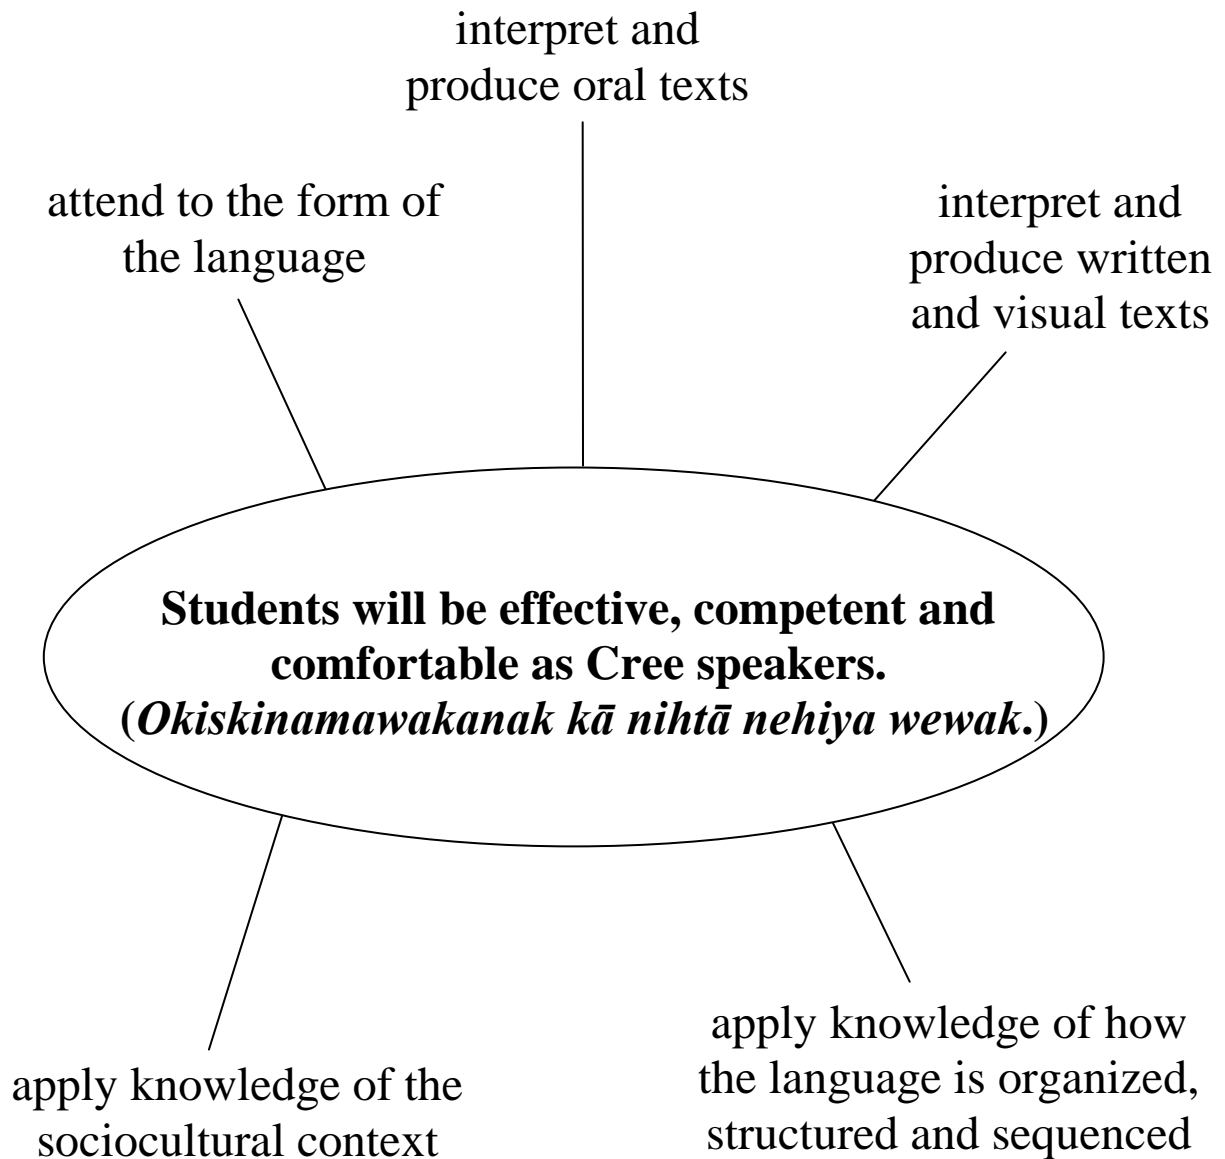 interpret and
produce oral texts
attend to the form of
the language
interpret and
produce written
and visual texts
Students will be effective, competent and
comfortable as Cree speakers.
(Okiskinamawakanak kā nihtā nehiya wewak.)
apply knowledge of the
sociocultural context
apply knowledge of how
the language is organized,
structured and sequenced